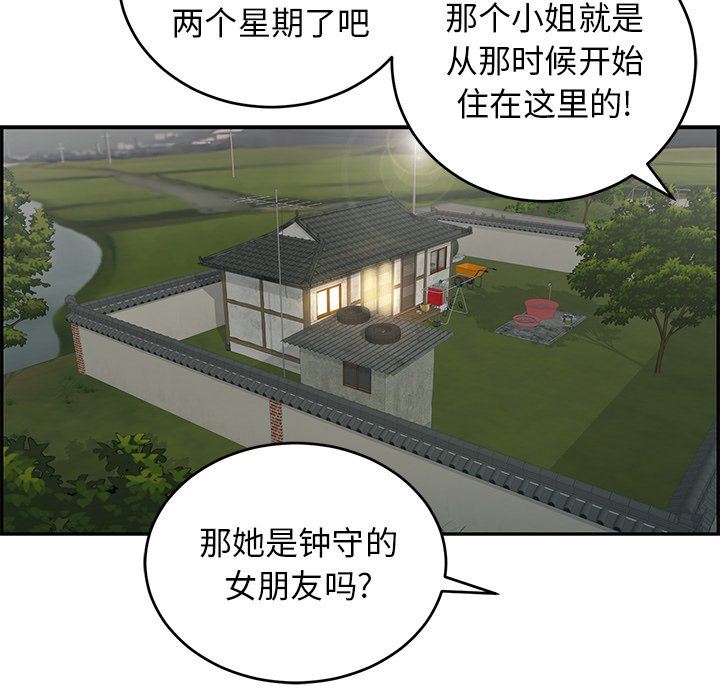 两个星期了吧
那个小姐就是
从那时候开始
住在这里的!
那她是钟守的
女朋友吗?